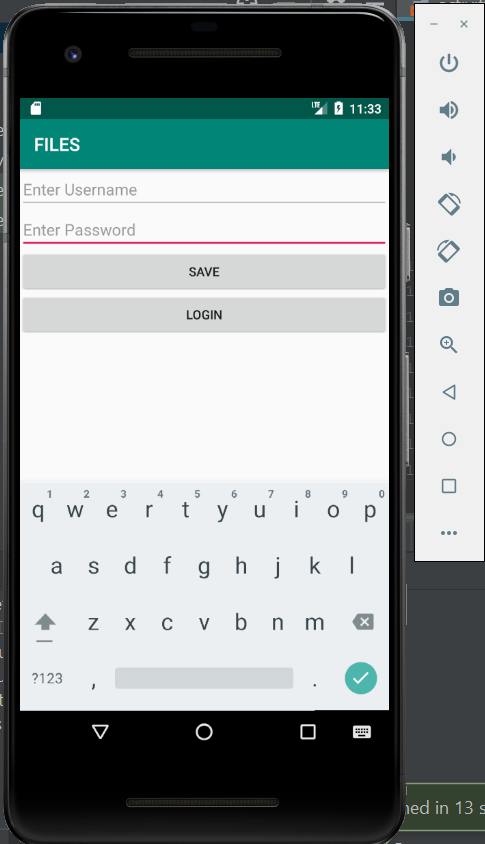 LTE 11:33
FILES
Enter Username
Enter Password
SAVE
LOGIN
1 2 3 4 5 6 7 8 9 0
q w e r t y u i o p
a s d f g h j k l
z x c v b n m
?123 , .
in 13 s